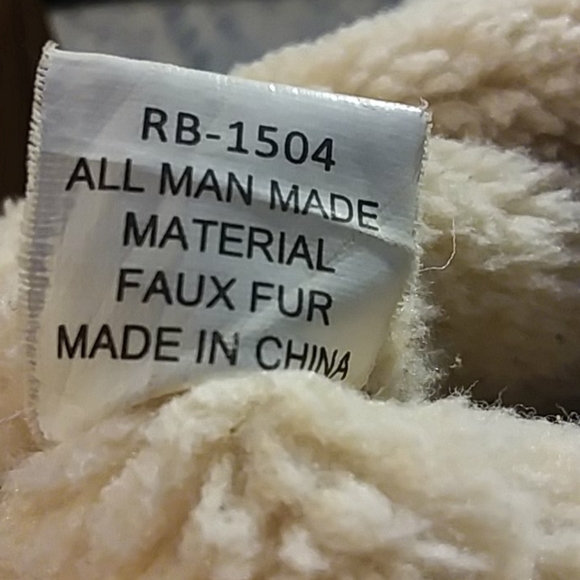 RB-1504
ALL MAN MADE
MATERIAL
FAUX FUR
MADE IN CHINA